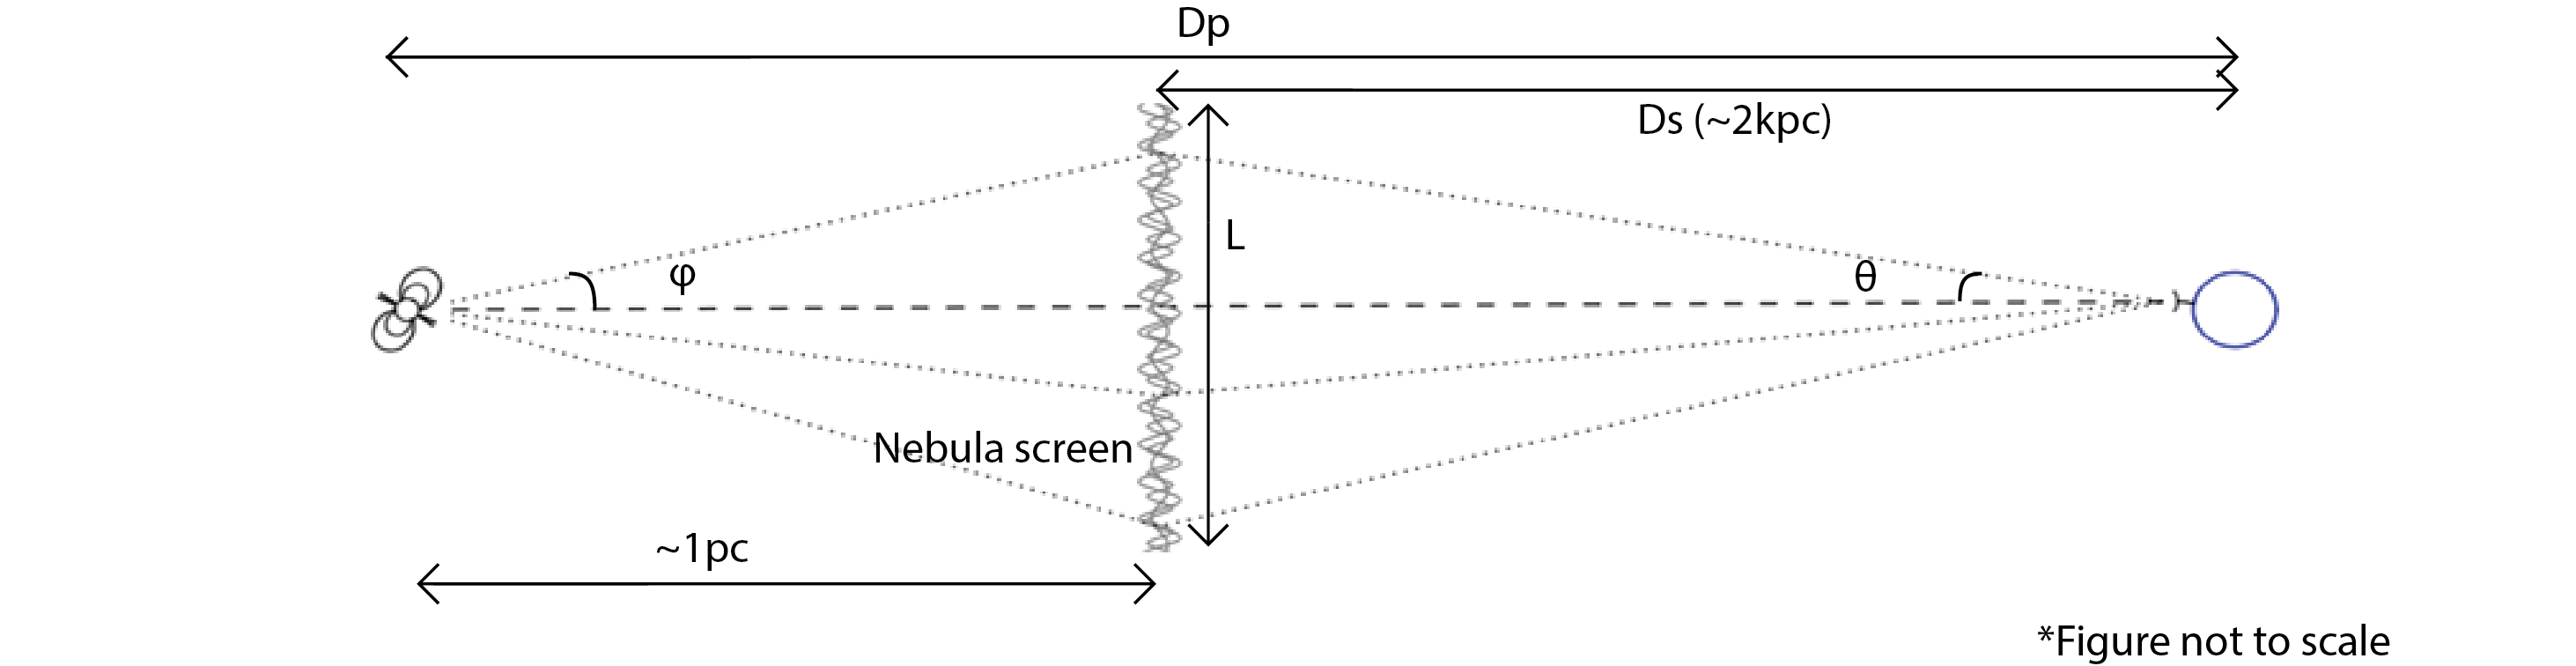 Dp
Ds (~2kpc)
L
φ
θ
Nebula screen
~1pc
*Figure not to scale